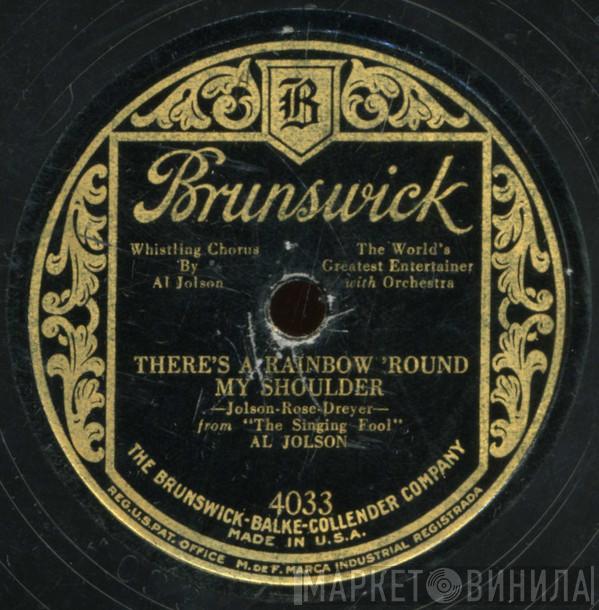 B
Brunswick
Whistling Chorus
By
Al Jolson
The World's
Greatest Entertainer
with Orchestra
THERE'S A RAINBOW 'ROUND
MY SHOULDER
—Jolson-Rose-Dreyer—
from "The Singing Fool"
AL JOLSON
4033
THE BRUNSWICK-BALKE-COLLENDER COMPANY
MADE IN U.S.A.
REG. U.S. PAT. OFFICE M. DE F. MARCA INDUSTRIAL REGISTRADA
МАРКЕТ ВИНИЛА